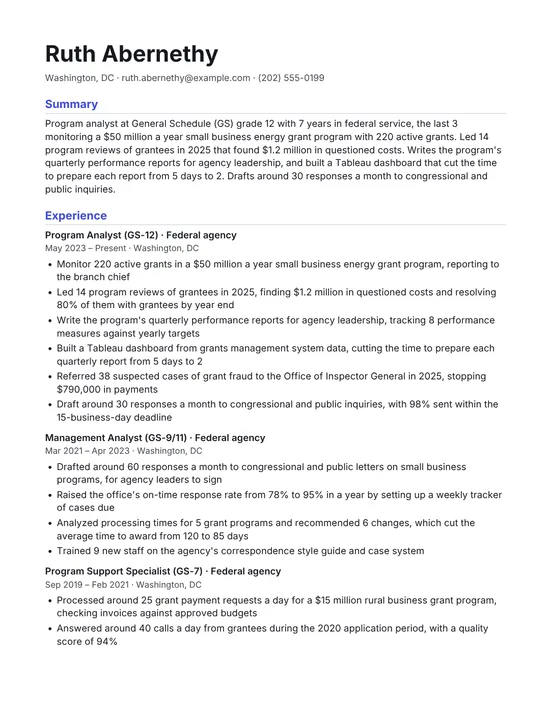 Ruth Abernethy
Washington, DC · ruth.abernethy@example.com · (202) 555-0199
Summary
Program analyst at General Schedule (GS) grade 12 with 7 years in federal service, the last 3
monitoring a $50 million a year small business energy grant program with 220 active grants. Led 14
program reviews of grantees in 2025 that found $1.2 million in questioned costs. Writes the program's
quarterly performance reports for agency leadership, and built a Tableau dashboard that cut the time
to prepare each report from 5 days to 2. Drafts around 30 responses a month to congressional and
public inquiries.
Experience
Program Analyst (GS-12) · Federal agency
May 2023 – Present · Washington, DC
• Monitor 220 active grants in a $50 million a year small business energy grant program, reporting to
the branch chief
• Led 14 program reviews of grantees in 2025, finding $1.2 million in questioned costs and resolving
80% of them with grantees by year end
• Write the program's quarterly performance reports for agency leadership, tracking 8 performance
measures against yearly targets
• Built a Tableau dashboard from grants management system data, cutting the time to prepare each
quarterly report from 5 days to 2
• Referred 38 suspected cases of grant fraud to the Office of Inspector General in 2025, stopping
$790,000 in payments
• Draft around 30 responses a month to congressional and public inquiries, with 98% sent within the
15-business-day deadline
Management Analyst (GS-9/11) · Federal agency
Mar 2021 – Apr 2023 · Washington, DC
• Drafted around 60 responses a month to congressional and public letters on small business
programs, for agency leaders to sign
• Raised the office's on-time response rate from 78% to 95% in a year by setting up a weekly tracker
of cases due
• Analyzed processing times for 5 grant programs and recommended 6 changes, which cut the
average time to award from 120 to 85 days
• Trained 9 new staff on the agency's correspondence style guide and case system
Program Support Specialist (GS-7) · Federal agency
Sep 2019 – Feb 2021 · Washington, DC
• Processed around 25 grant payment requests a day for a $15 million rural business grant program,
checking invoices against approved budgets
• Answered around 40 calls a day from grantees during the 2020 application period, with a quality
score of 94%